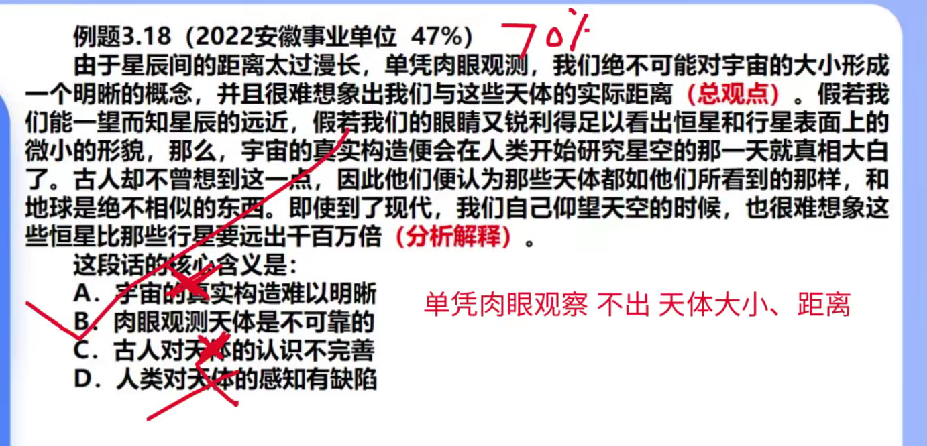 例题3.18（2022安徽事业单位 47%）
70%
由于星辰间的距离太过漫长，单凭肉眼观测，我们绝不可能对宇宙的大小形成
一个明晰的概念，并且很难想象出我们与这些天体的实际距离（总观点）。假若我
们能一望而知星辰的远近，假若我们的眼睛又锐利得足以看出恒星和行星表面上的
微小的形貌，那么，宇宙的真实构造便会在人类开始研究星空的那一天就真相大白
了。古人却不曾想到这一点，因此他们便认为那些天体都如他们所看到的那样，和
地球是绝不相似的东西。即使到了现代，我们自己仰望天空的时候，也很难想象这
些恒星比那些行星要远出千百万倍（分析解释）。
这段话的核心含义是：
A．宇宙的真实构造难以明晰
B．肉眼观测天体是不可靠的
C．古人对天体的认识不完善
D．人类对天体的感知有缺陷
单凭肉眼观察 不出 天体大小、距离